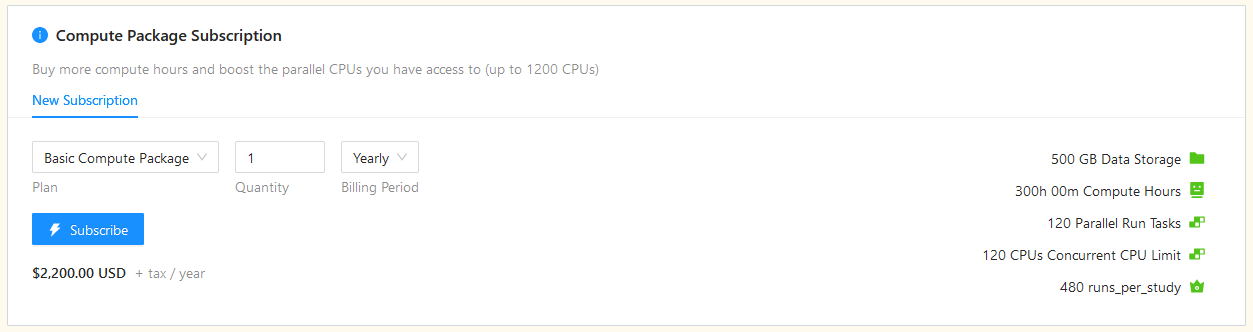 Compute Package Subscription
Buy more compute hours and boost the parallel CPUs you have access to (up to 1200 CPUs)
New Subscription
Basic Compute Package 1 Yearly
Plan Quantity Billing Period
Subscribe
$2,200.00 USD + tax / year
500 GB Data Storage
300h 00m Compute Hours
120 Parallel Run Tasks
120 CPUs Concurrent CPU Limit
480 runs_per_study